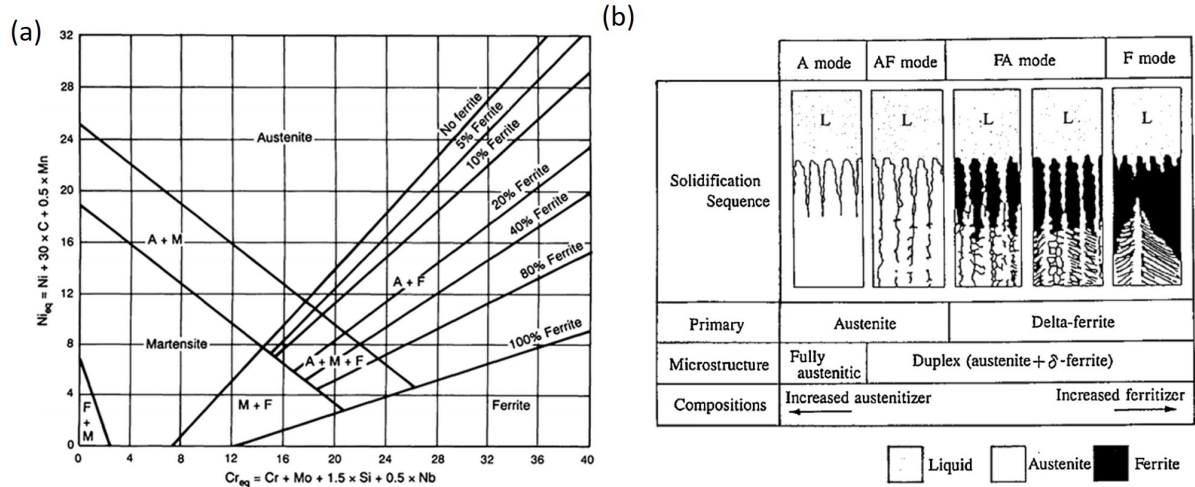 (a)
32
28
24
20
16
12
8
4
0
Ni_eq = Ni + 30 × C + 0.5 × Mn
Austenite
No ferrite
5% Ferrite
10% Ferrite
20% Ferrite
40% Ferrite
80% Ferrite
100% Ferrite
A + M
A + F
Martensite
A + M + F
M + F
Ferrite
F
+
M
0 4 8 12 16 20 24 28 32 36 40
Cr_eq = Cr + Mo + 1.5 × Si + 0.5 × Nb
(b)
A mode AF mode FA mode F mode
Solidification
Sequence
L L L L L
Primary Austenite Delta-ferrite
Microstructure Fully
austenitic Duplex (austenite+δ-ferrite)
Compositions Increased austenitizer Increased ferritizer
Liquid Austenite Ferrite